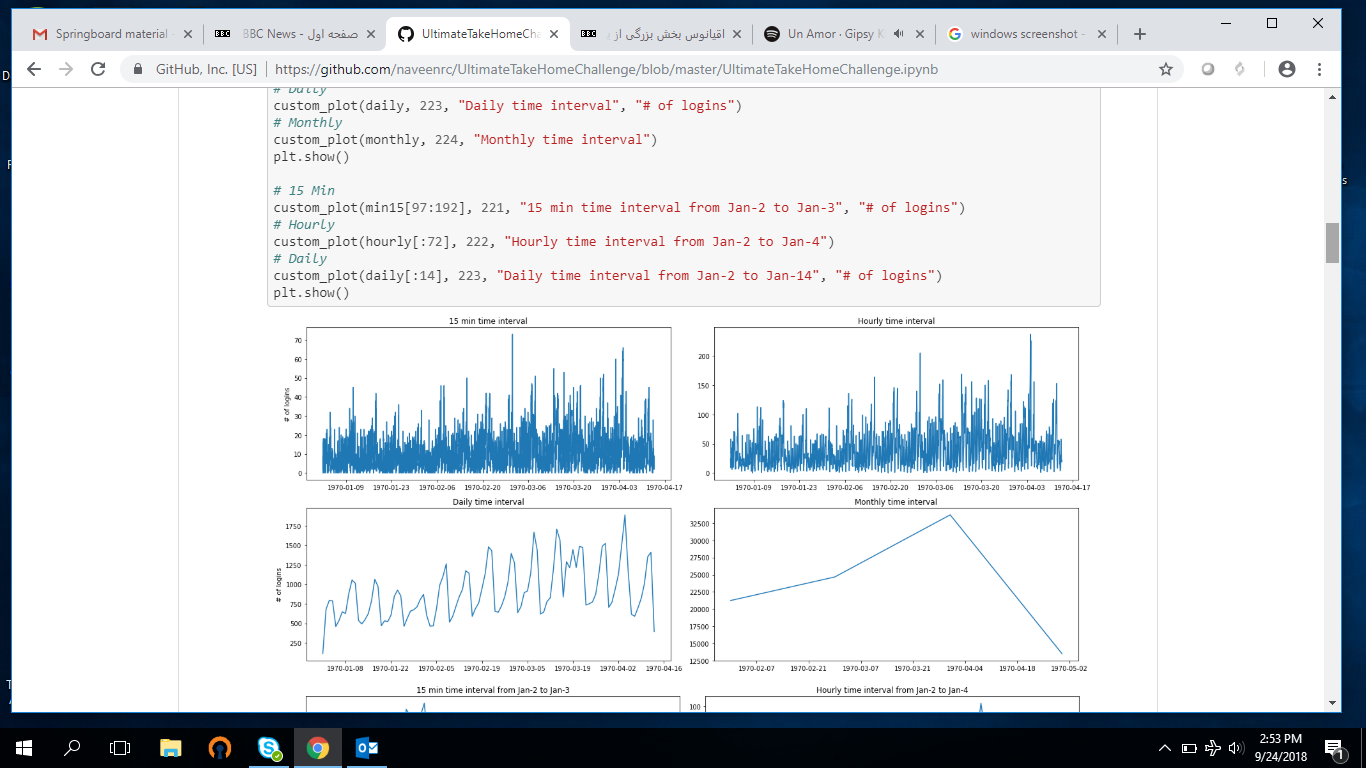 Springboard material -
BBC News - صفحه اول
UltimateTakeHomeCha
اقیانوس بخش بزرگی از
Un Amor · Gipsy K
windows screenshot -
GitHub, Inc. [US] | https://github.com/naveenrc/UltimateTakeHomeChallenge/blob/master/UltimateTakeHomeChallenge.ipynb
# Daily
custom_plot(daily, 223, "Daily time interval", "# of logins")
# Monthly
custom_plot(monthly, 224, "Monthly time interval")
plt.show()
# 15 Min
custom_plot(min15[97:192], 221, "15 min time interval from Jan-2 to Jan-3", "# of logins")
# Hourly
custom_plot(hourly[:72], 222, "Hourly time interval from Jan-2 to Jan-4")
# Daily
custom_plot(daily[:14], 223, "Daily time interval from Jan-2 to Jan-14", "# of logins")
plt.show()
15 min time interval
70
60
50
40
30
20
10
0
# of logins
1970-01-09 1970-01-23 1970-02-06 1970-02-20 1970-03-06 1970-03-20 1970-04-03 1970-04-17
Hourly time interval
200
150
100
50
0
1970-01-09 1970-01-23 1970-02-06 1970-02-20 1970-03-06 1970-03-20 1970-04-03 1970-04-17
Daily time interval
1750
1500
1250
1000
750
500
250
# of logins
1970-01-08 1970-01-22 1970-02-05 1970-02-19 1970-03-05 1970-03-19 1970-04-02 1970-04-16
Monthly time interval
32500
30000
27500
25000
22500
20000
17500
15000
12500
1970-02-07 1970-02-21 1970-03-07 1970-03-21 1970-04-04 1970-04-18 1970-05-02
15 min time interval from Jan-2 to Jan-3
Hourly time interval from Jan-2 to Jan-4
100
2:53 PM
9/24/2018
1